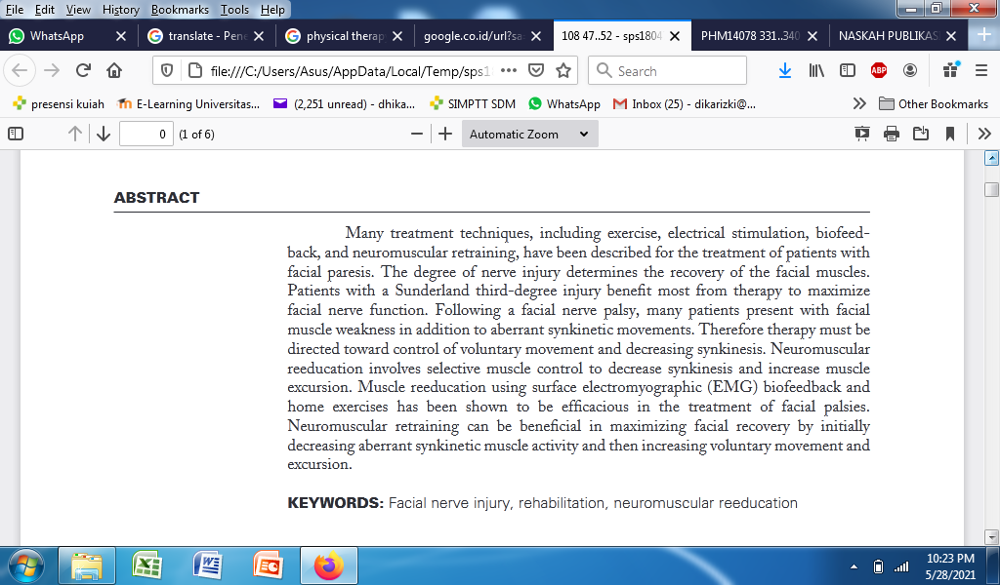 File Edit View History Bookmarks Tools Help
WhatsApp
translate - Pene
physical therap
google.co.id/url?sa=
108 47..52 - sps1804
PHM14078 331..340
NASKAH PUBLIKAS
file:///C:/Users/Asus/AppData/Local/Temp/sps1
Search
presensi kuiah
E-Learning Universitas...
(2,251 unread) - dhika...
SIMPTT SDM
WhatsApp
Inbox (25) - dikarizki@...
Other Bookmarks
0 (1 of 6)
Automatic Zoom
ABSTRACT
Many treatment techniques, including exercise, electrical stimulation, biofeed-
back, and neuromuscular retraining, have been described for the treatment of patients with
facial paresis. The degree of nerve injury determines the recovery of the facial muscles.
Patients with a Sunderland third-degree injury benefit most from therapy to maximize
facial nerve function. Following a facial nerve palsy, many patients present with facial
muscle weakness in addition to aberrant synkinetic movements. Therefore therapy must be
directed toward control of voluntary movement and decreasing synkinesis. Neuromuscular
reeducation involves selective muscle control to decrease synkinesis and increase muscle
excursion. Muscle reeducation using surface electromyographic (EMG) biofeedback and
home exercises has been shown to be efficacious in the treatment of facial palsies.
Neuromuscular retraining can be beneficial in maximizing facial recovery by initially
decreasing aberrant synkinetic muscle activity and then increasing voluntary movement and
excursion.
KEYWORDS: Facial nerve injury, rehabilitation, neuromuscular reeducation
10:23 PM
5/28/2021